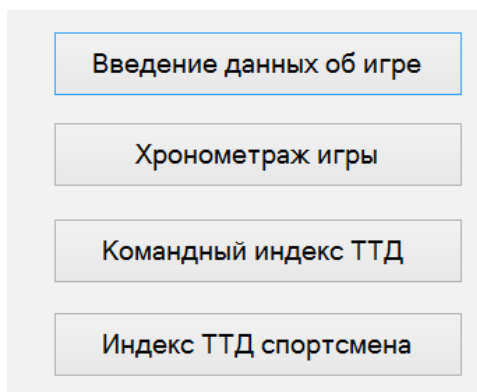 Введение данных об игре
Хронометраж игры
Командный индекс ТТД
Индекс ТТД спортсмена